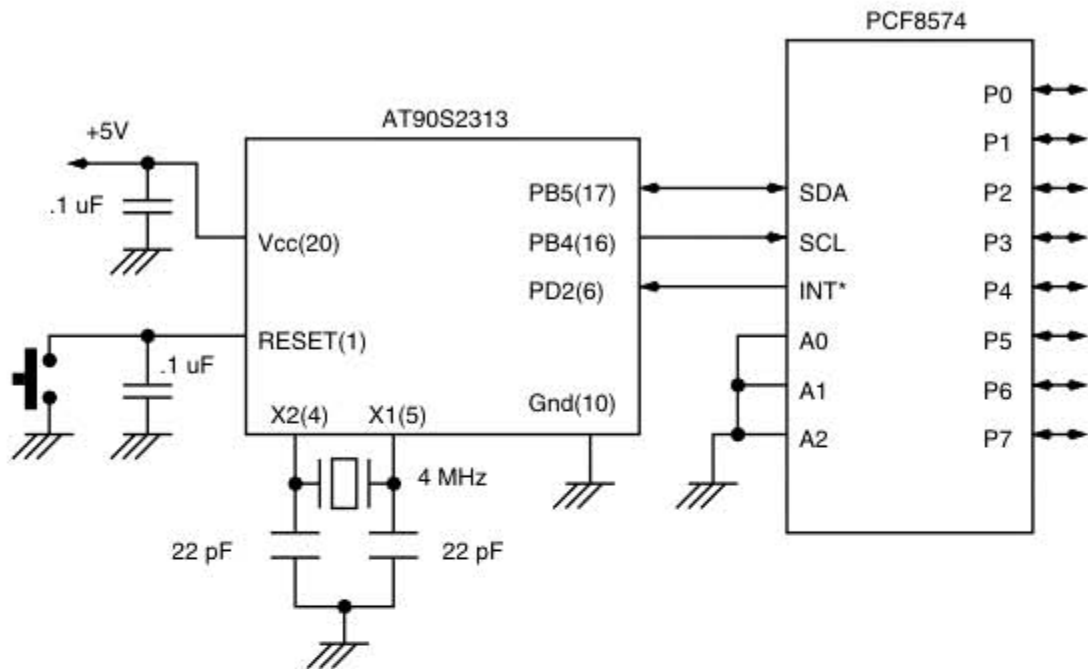 PCF8574
AT90S2313
+5V
.1 uF
Vcc(20)
RESET(1)
.1 uF
X2(4)
X1(5)
PB5(17)
PB4(16)
PD2(6)
Gnd(10)
4 MHz
22 pF
22 pF
SDA
SCL
INT*
A0
A1
A2
P0
P1
P2
P3
P4
P5
P6
P7